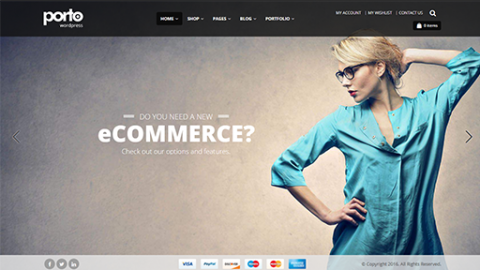 porto
wordpress
HOME SHOP PAGES BLOG PORTFOLIO
MY ACCOUNT | MY WISHLIST | CONTACT US
0 items
DO YOU NEED A NEW
eCOMMERCE?
Check out our options and features.
VISA PayPal DISCOVER
© Copyright 2016. All Rights Reserved.